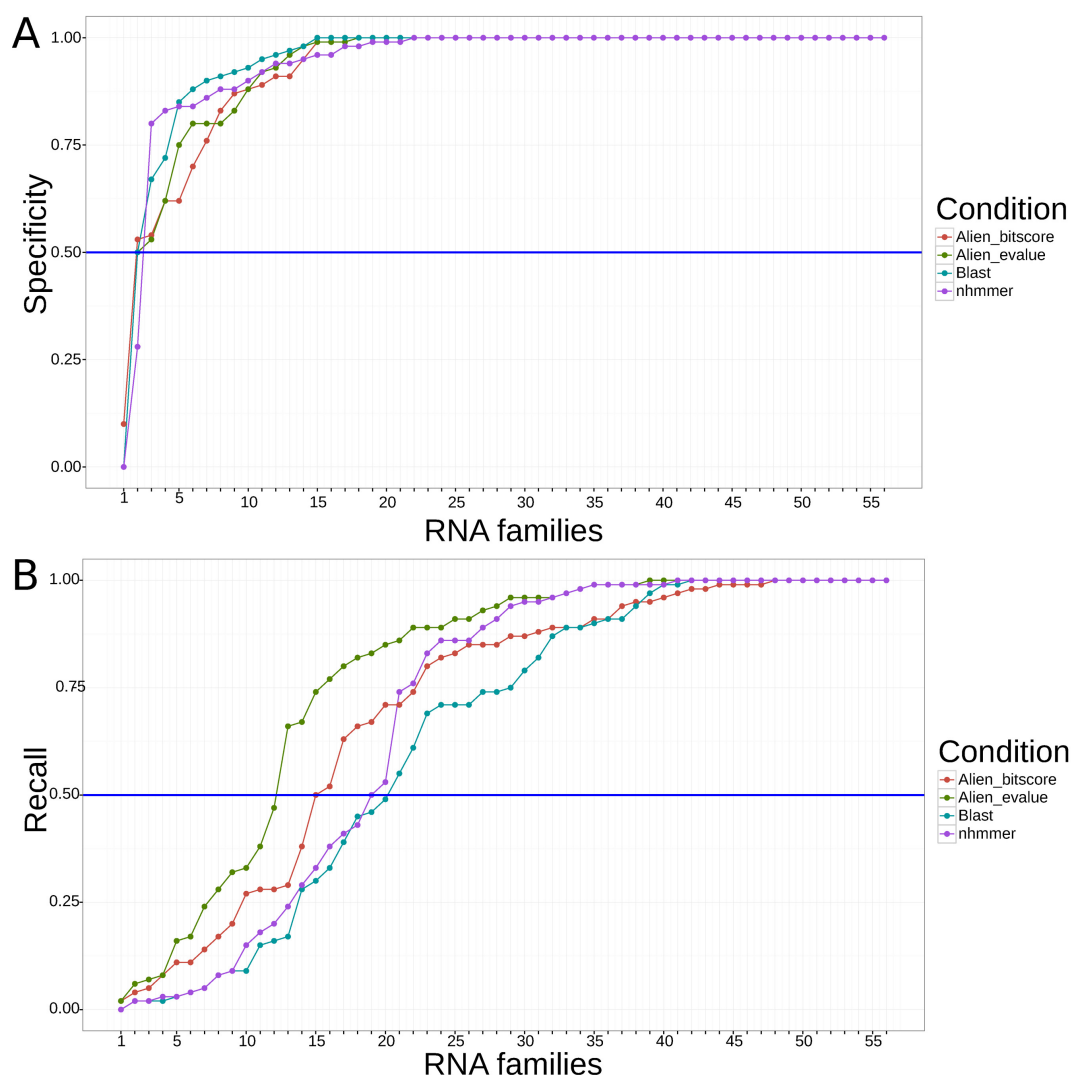 A
Specificity
1.00
0.75
0.50
0.25
0.00
1 5 10 15 20 25 30 35 40 45 50 55
RNA families
Condition
Alien_bitscore
Alien_evalue
Blast
nhmmer
B
Recall
1.00
0.75
0.50
0.25
0.00
1 5 10 15 20 25 30 35 40 45 50 55
RNA families
Condition
Alien_bitscore
Alien_evalue
Blast
nhmmer